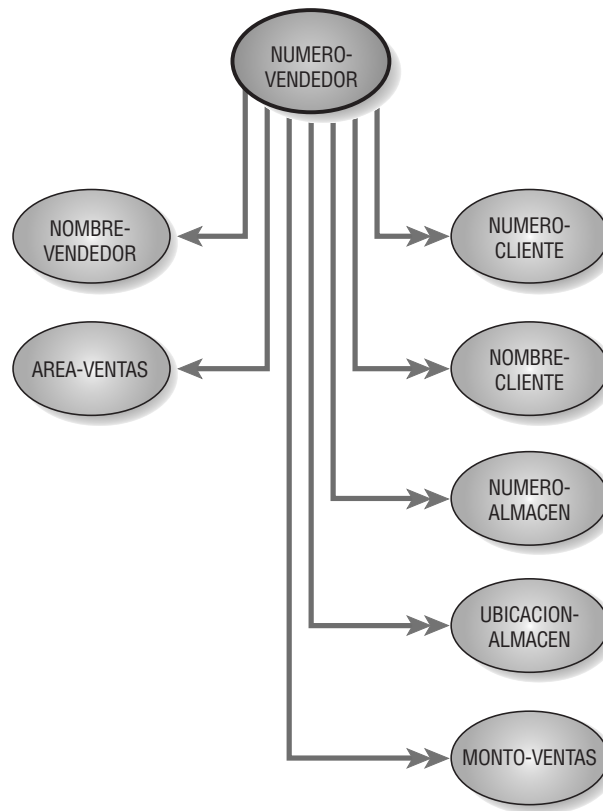 NUMERO-
VENDEDOR
NOMBRE-
VENDEDOR
NUMERO-
CLIENTE
AREA-VENTAS
NOMBRE-
CLIENTE
NUMERO-
ALMACEN
UBICACION-
ALMACEN
MONTO-VENTAS